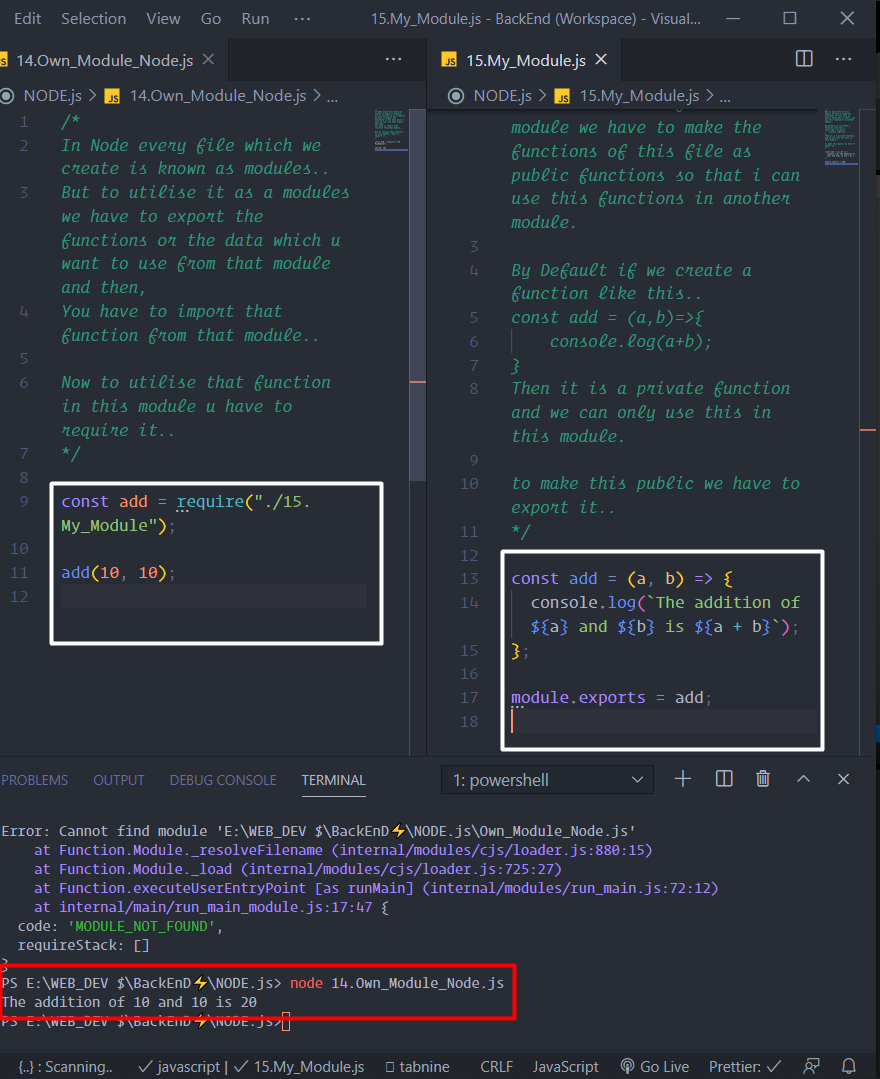 Edit Selection View Go Run ··· 15.My_Module.js - BackEnd (Workspace) - Visual...
JS 14.Own_Module_Node.js
NODE.js > JS 14.Own_Module_Node.js > ...
1 /*
2 In Node every file which we
create is known as modules..
3 But to utilise it as a modules
we have to export the
functions or the data which u
want to use from that module
and then,
4 You have to import that
function from that module..
5
6 Now to utilise that function
in this module u have to
require it..
7 */
8
9 const add = require("./15.
My_Module");
10
11 add(10, 10);
12
JS 15.My_Module.js
NODE.js > JS 15.My_Module.js > ...
module we have to make the
functions of this file as
public functions so that i can
use this functions in another
module.
3
4 By Default if we create a
function like this..
5 const add = (a,b)=>{
6 console.log(a+b);
7 }
8 Then it is a private function
and we can only use this in
this module.
9
10 to make this public we have to
export it..
11 */
12
13 const add = (a, b) => {
14 console.log(`The addition of
${a} and ${b} is ${a + b}`);
15 };
16
17 module.exports = add;
18
PROBLEMS OUTPUT DEBUG CONSOLE TERMINAL 1: powershell
Error: Cannot find module 'E:\WEB_DEV $\BackEnD⚡\NODE.js\Own_Module_Node.js'
at Function.Module._resolveFilename (internal/modules/cjs/loader.js:880:15)
at Function.Module._load (internal/modules/cjs/loader.js:725:27)
at Function.executeUserEntryPoint [as runMain] (internal/modules/run_main.js:72:12)
at internal/main/run_main_module.js:17:47 {
code: 'MODULE_NOT_FOUND',
requireStack: []
}
PS E:\WEB_DEV $\BackEnD⚡\NODE.js> node 14.Own_Module_Node.js
The addition of 10 and 10 is 20
PS E:\WEB_DEV $\BackEnD⚡\NODE.js>
{..} : Scanning.. ✓ javascript | ✓ 15.My_Module.js tabnine CRLF JavaScript Go Live Prettier: ✓